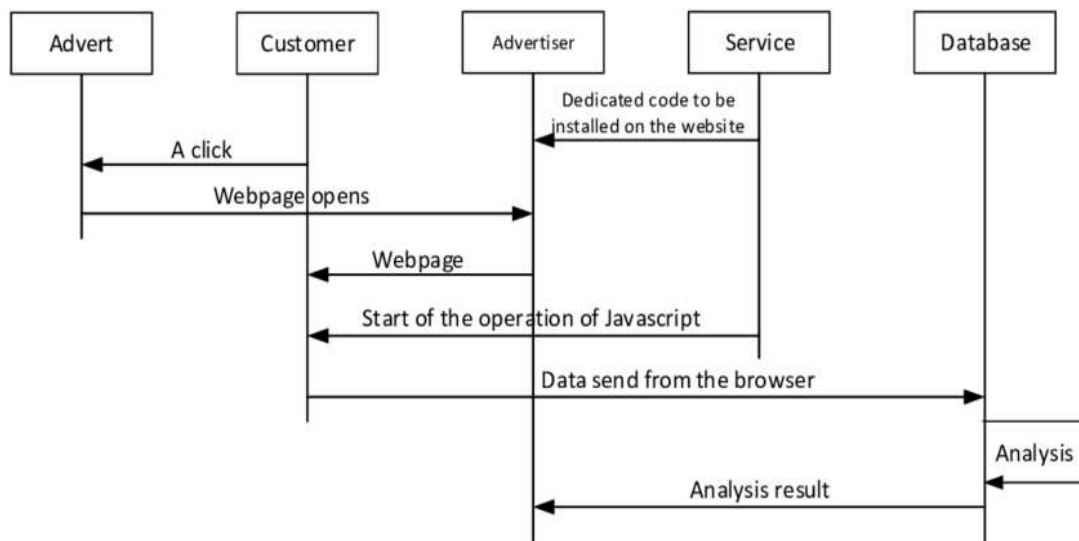 Advert
Customer
Advertiser
Service
Database
Dedicated code to be
installed on the website
A click
Webpage opens
Webpage
Start of the operation of Javascript
Data send from the browser
Analysis
Analysis result